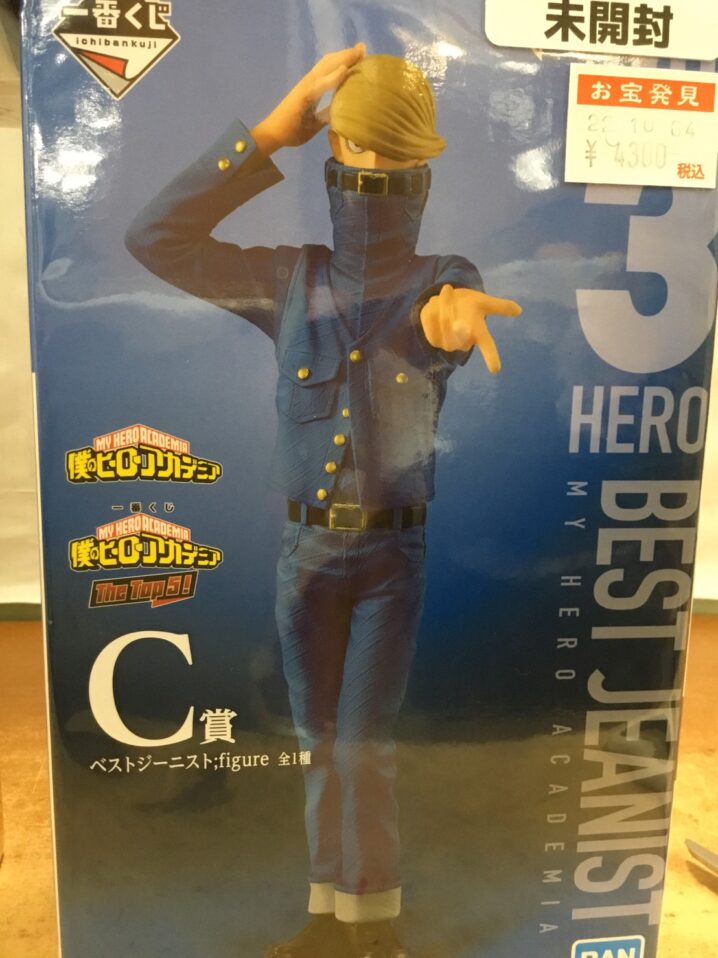 一番くじ
ichibankuji
未開封
お宝発見
22 10 04
¥ 4300
税込
3
HERO
BEST JEANIST
MY HERO ACADEMIA
MY HERO ACADEMIA
僕のヒーローアカデミア
一番くじ
MY HERO ACADEMIA
僕のヒーローアカデミア
The Top 5!
C賞
ベストジーニスト;figure 全1種
BAN